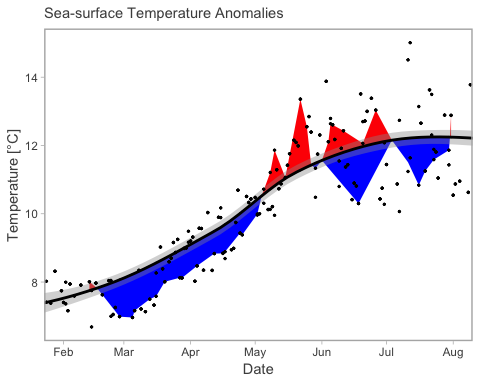 Sea-surface Temperature Anomalies
14
12
10
8
Temperature [°C]
Feb Mar Apr May Jun Jul Aug
Date